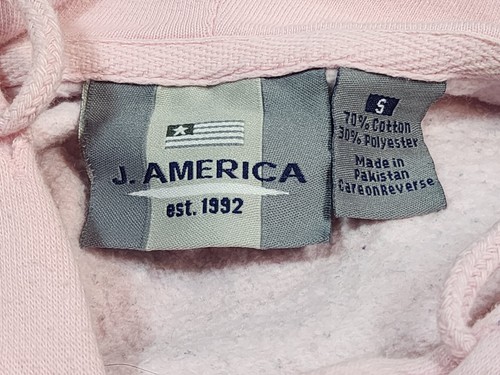 J. AMERICA
est. 1992
S
70% Cotton
30% Polyester
Made in
Pakistan
CareonReverse